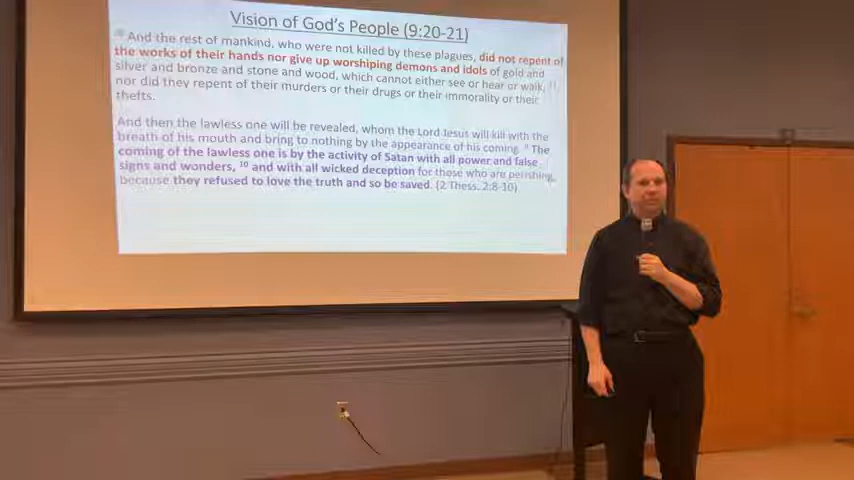 Vision of God's People (9:20-21)
20 And the rest of mankind, who were not killed by these plagues, did not repent of
the works of their hands nor give up worshiping demons and idols of gold and
silver and bronze and stone and wood, which cannot either see or hear or walk, 21
nor did they repent of their murders or their drugs or their immorality or their
thefts.
And then the lawless one will be revealed, whom the Lord Jesus will kill with the
breath of his mouth and bring to nothing by the appearance of his coming. 9 The
coming of the lawless one is by the activity of Satan with all power and false
signs and wonders, 10 and with all wicked deception for those who are perishing,
because they refused to love the truth and so be saved. (2 Thess. 2:8-10)